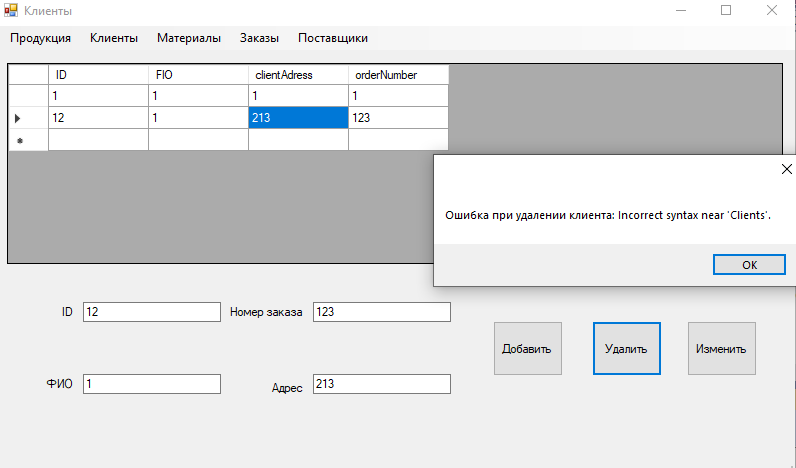 Клиенты
Продукция Клиенты Материалы Заказы Поставщики
ID FIO clientAdress orderNumber
1 1 1 1
12 1 213 123
Ошибка при удалении клиента: Incorrect syntax near 'Clients'.
OK
ID 12 Номер заказа 123
Добавить Удалить Изменить
ФИО 1 Адрес 213